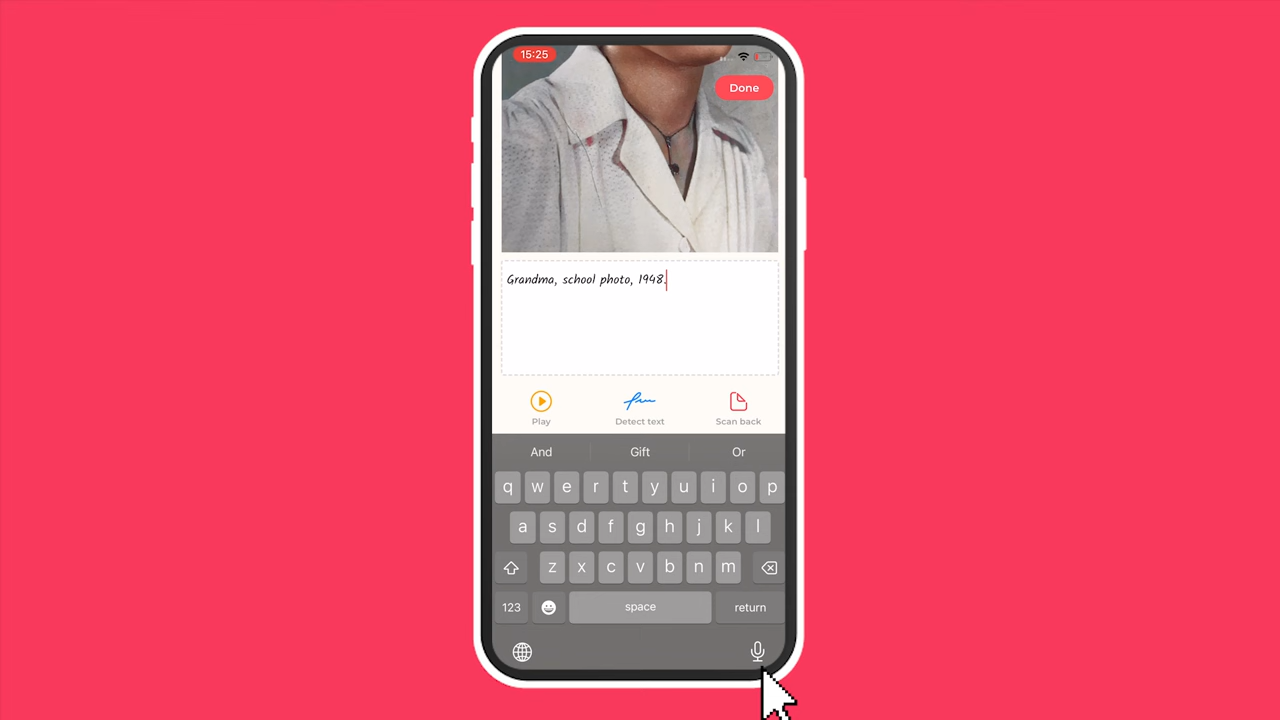 15:25
Done
Grandma, school photo, 1948.
Play Detect text Scan back
And Gift Or
q w e r t y u i o p
a s d f g h j k l
z x c v b n m
123 space return